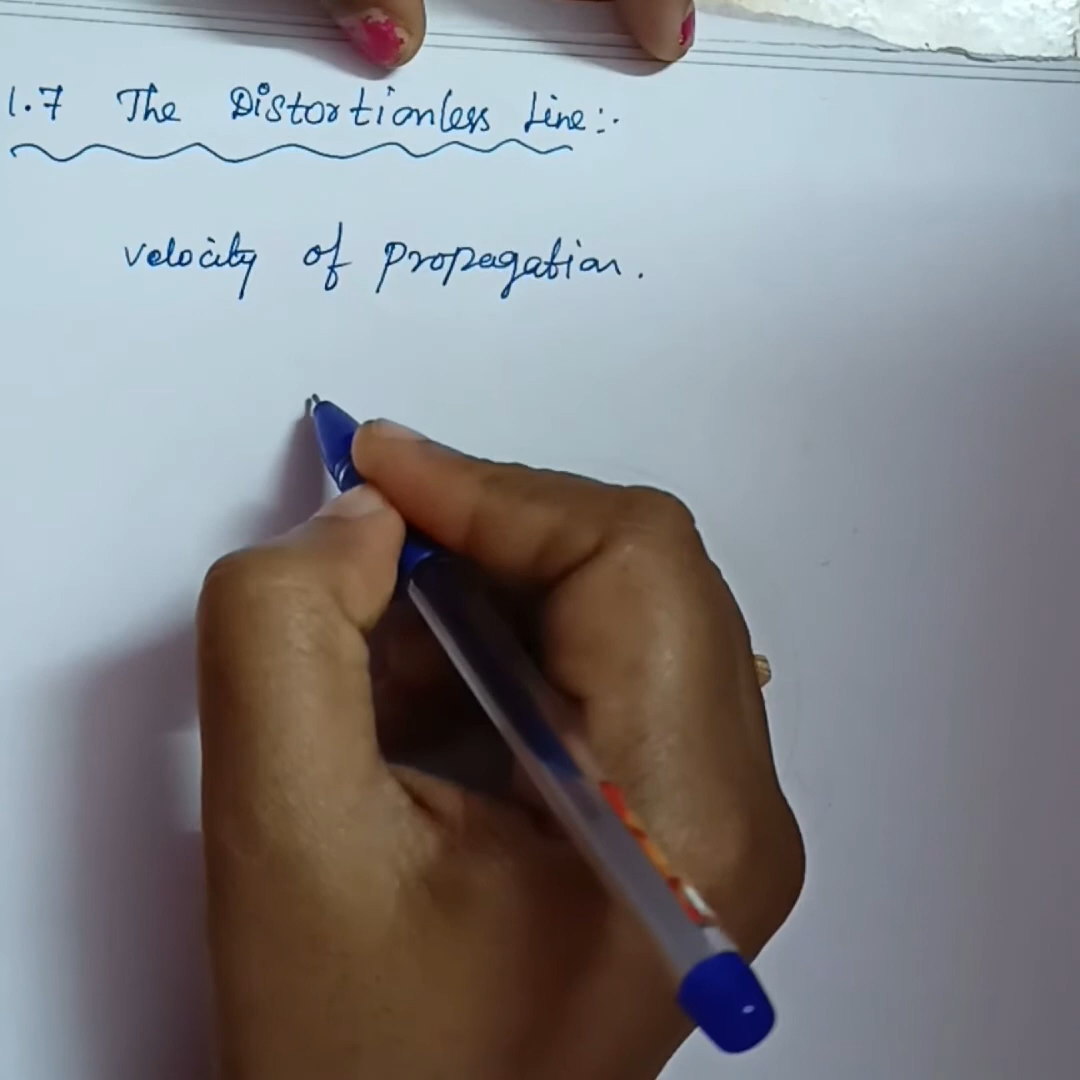 1.7 The Distortionless Line:-
velocity of propagation.